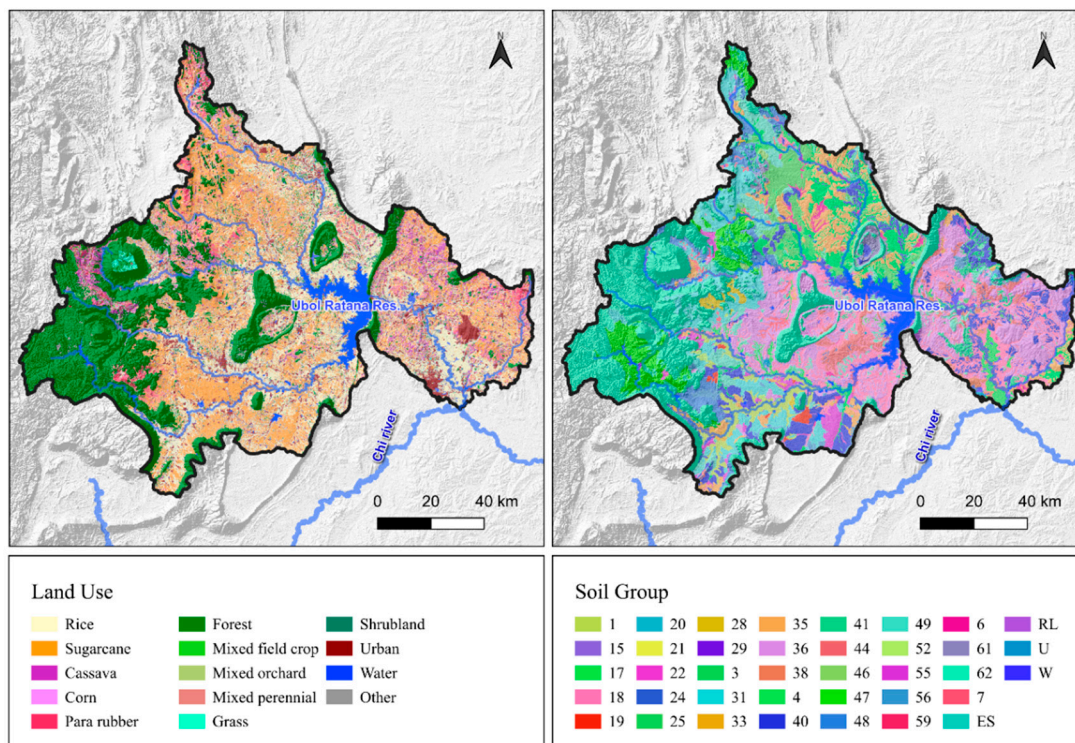 N
Ubol Ratana Res.
Chi river
0 20 40 km
N
Ubol Ratana Res.
Chi river
0 20 40 km
Land Use
Rice Forest Shrubland
Sugarcane Mixed field crop Urban
Cassava Mixed orchard Water
Corn Mixed perennial Other
Para rubber Grass
Soil Group
1 20 28 35 41 49 6 RL
15 21 29 36 44 52 61 U
17 22 3 38 46 55 62 W
18 24 31 4 47 56 7
19 25 33 40 48 59 ES